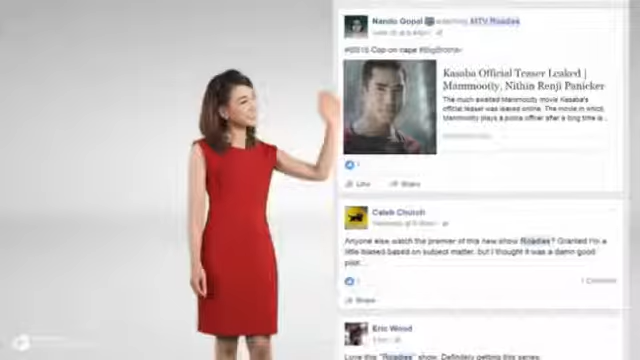 Nando Gopal watching MTV Roadies
Cop on rape #BigBrother
Kasaba Official Teaser Leaked |
Mammootty, Nithin Renji Panicker
The much awaited Mammootty movie Kasaba's
official teaser was leaked online. The movie in which,
Mammootty plays a police officer after a long time is...
Like Share
Caleb Church
Anyone else watch the premier of this new show Roadies? Granted I'm a
little biased based on subject matter, but I thought it was a damn good
pilot...
1 Comment
Share
Eric Wood
Love this "Roadies" show. Definitely getting this series.